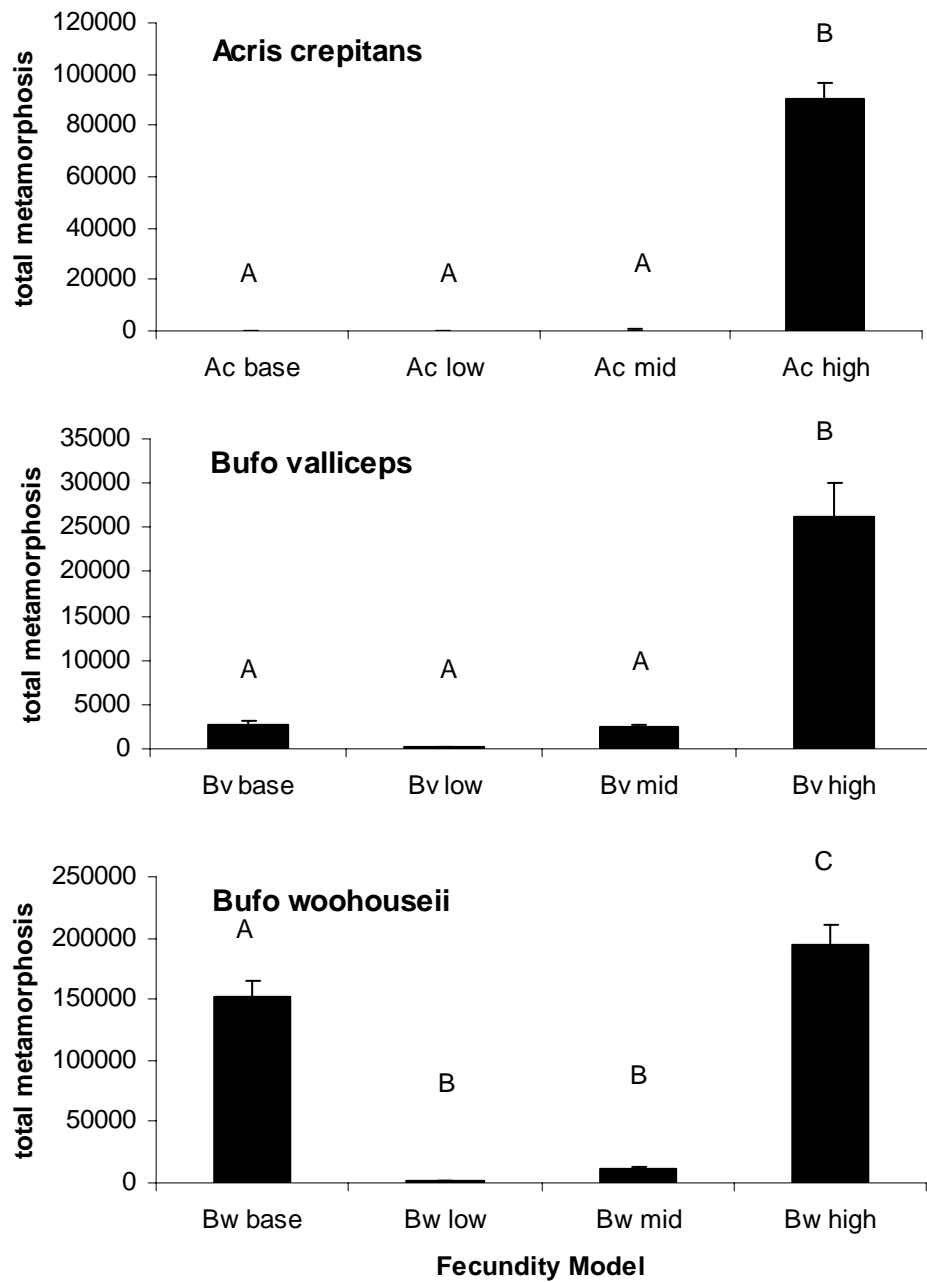 Acris crepitans
total metamorphosis
120000
100000
80000
60000
40000
20000
0
A
A
A
B
Ac base
Ac low
Ac mid
Ac high
Bufo valliceps
total metamorphosis
35000
30000
25000
20000
15000
10000
5000
0
A
A
A
B
Bv base
Bv low
Bv mid
Bv high
Bufo woohouseii
total metamorphosis
250000
200000
150000
100000
50000
0
A
B
B
C
Bw base
Bw low
Bw mid
Bw high
Fecundity Model